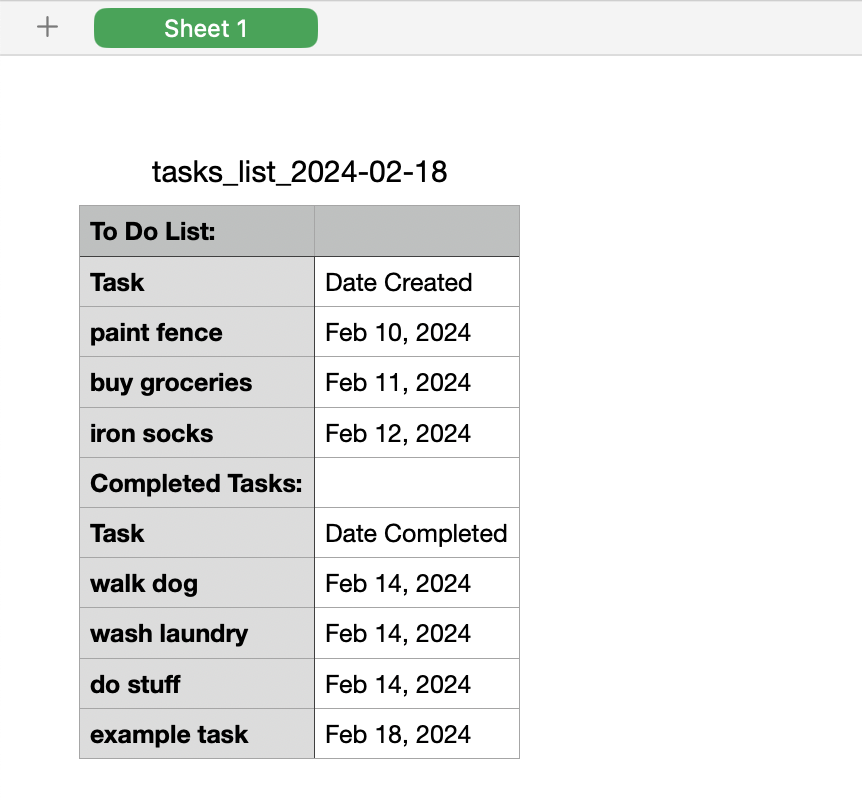 Sheet 1
tasks_list_2024-02-18
To Do List:
Task Date Created
paint fence Feb 10, 2024
buy groceries Feb 11, 2024
iron socks Feb 12, 2024
Completed Tasks:
Task Date Completed
walk dog Feb 14, 2024
wash laundry Feb 14, 2024
do stuff Feb 14, 2024
example task Feb 18, 2024